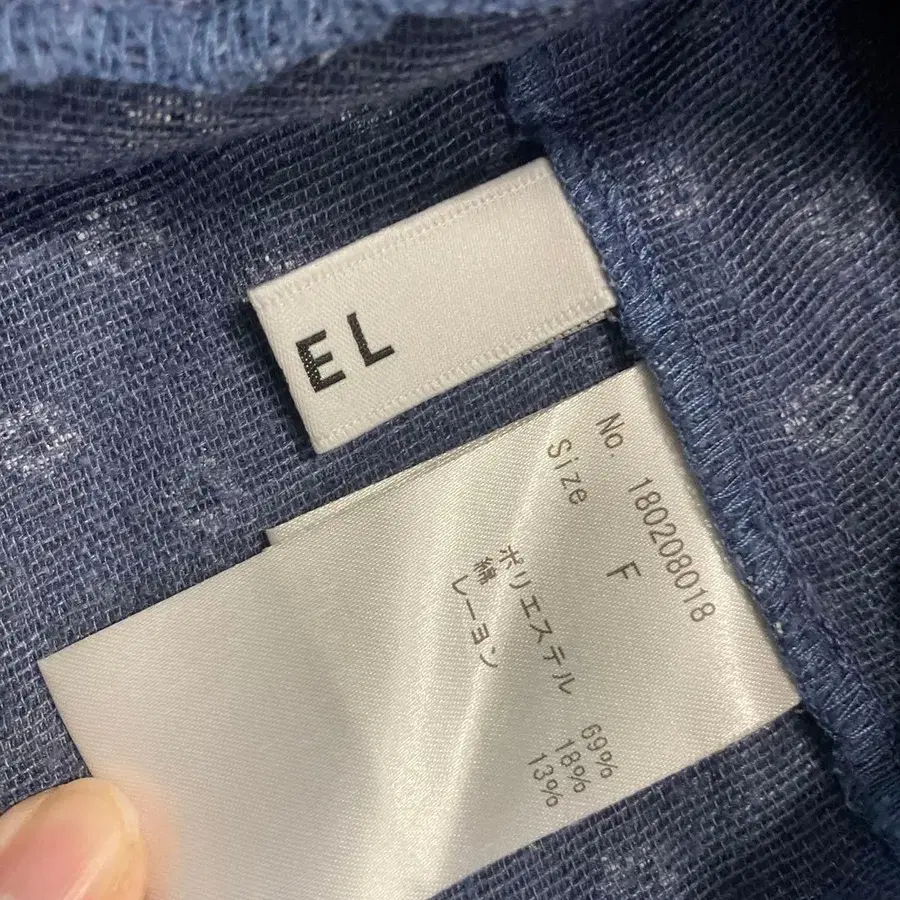 EL
No. 180208018
Size F
ポリエステル 69%
綿 18%
レーヨン 13%